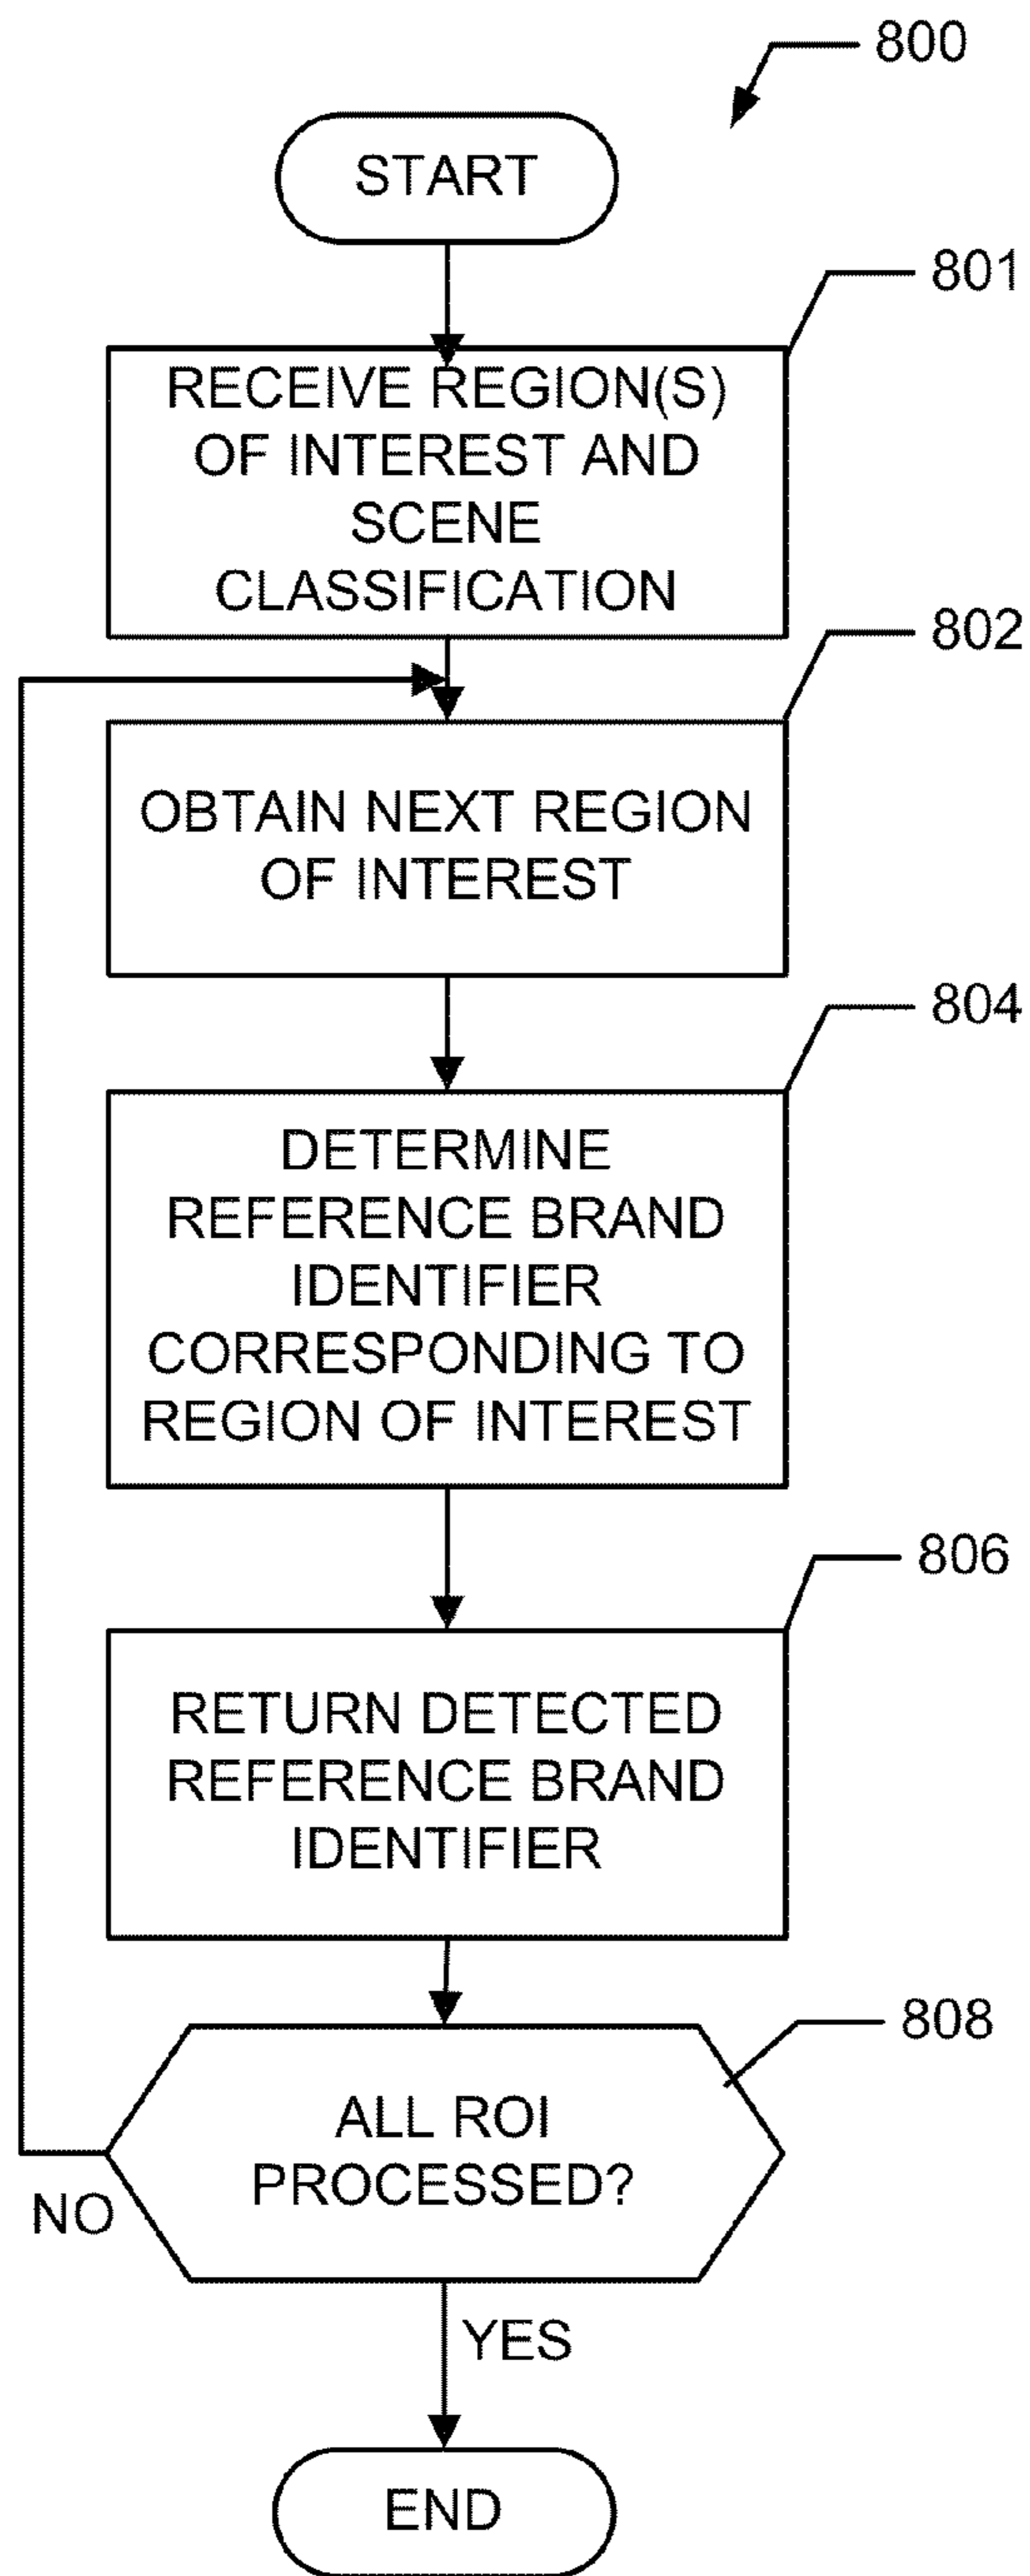 800
START
801
RECEIVE REGION(S)
OF INTEREST AND
SCENE
CLASSIFICATION
802
OBTAIN NEXT REGION
OF INTEREST
804
DETERMINE
REFERENCE BRAND
IDENTIFIER
CORRESPONDING TO
REGION OF INTEREST
806
RETURN DETECTED
REFERENCE BRAND
IDENTIFIER
808
ALL ROI
PROCESSED?
NO
YES
END